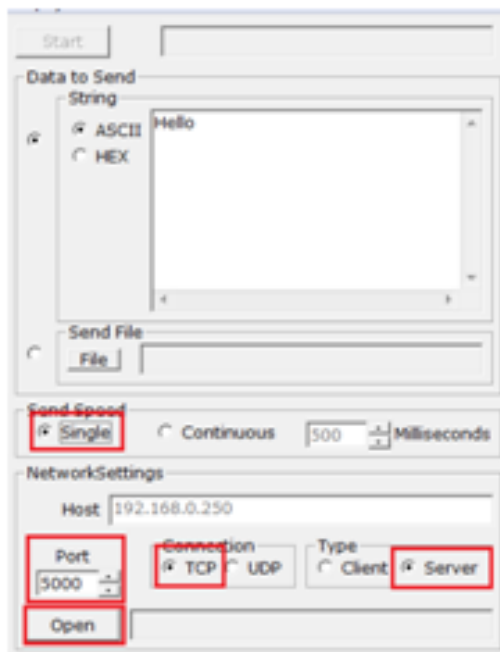 Start
Data to Send
String
ASCII
HEX
Hello
Send File
File
Send Speed
Single Continuous 500 Milliseconds
NetworkSettings
Host 192.168.0.250
Port Connection Type
5000 TCP UDP Client Server
Open